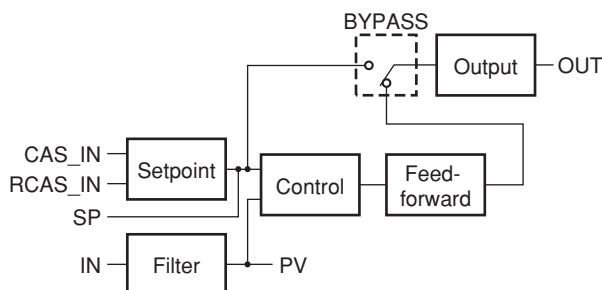 BYPASS
Output
OUT
CAS_IN
RCAS_IN
Setpoint
Control
Feed-
forward
SP
IN
Filter
PV